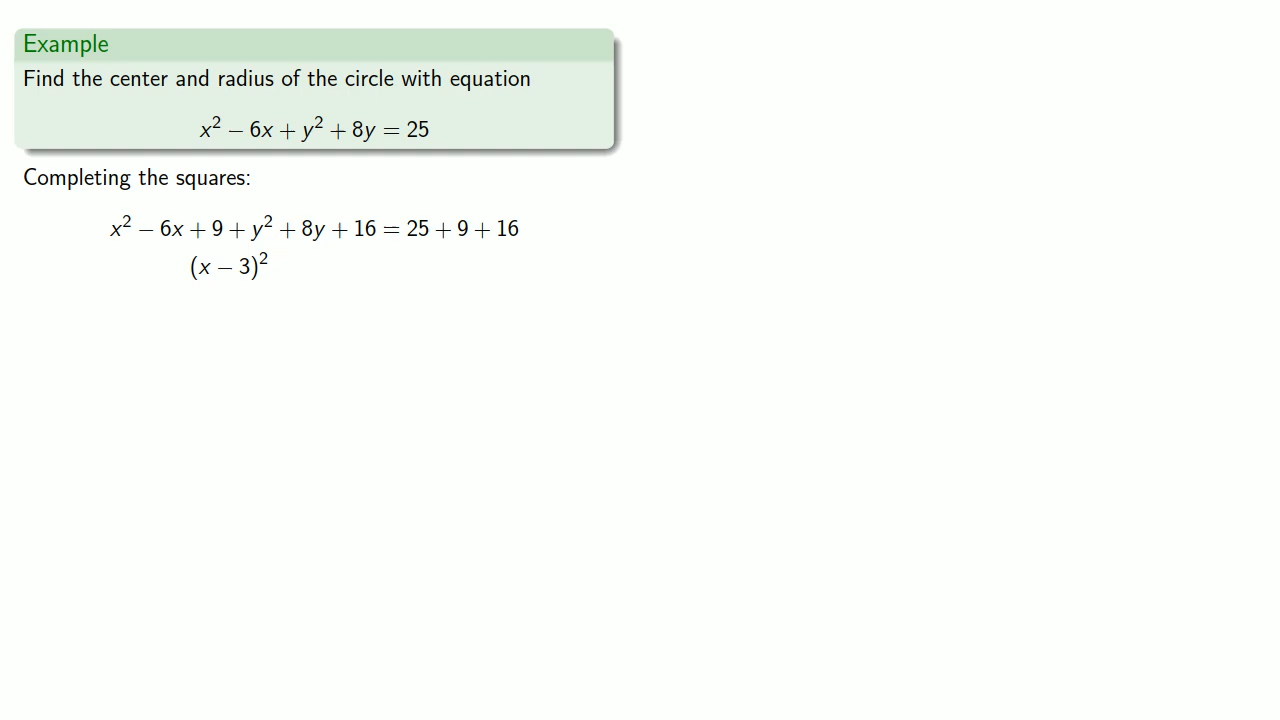 Example
Find the center and radius of the circle with equation
x² − 6x + y² + 8y = 25
Completing the squares:
x² − 6x + 9 + y² + 8y + 16 = 25 + 9 + 16
(x − 3)²